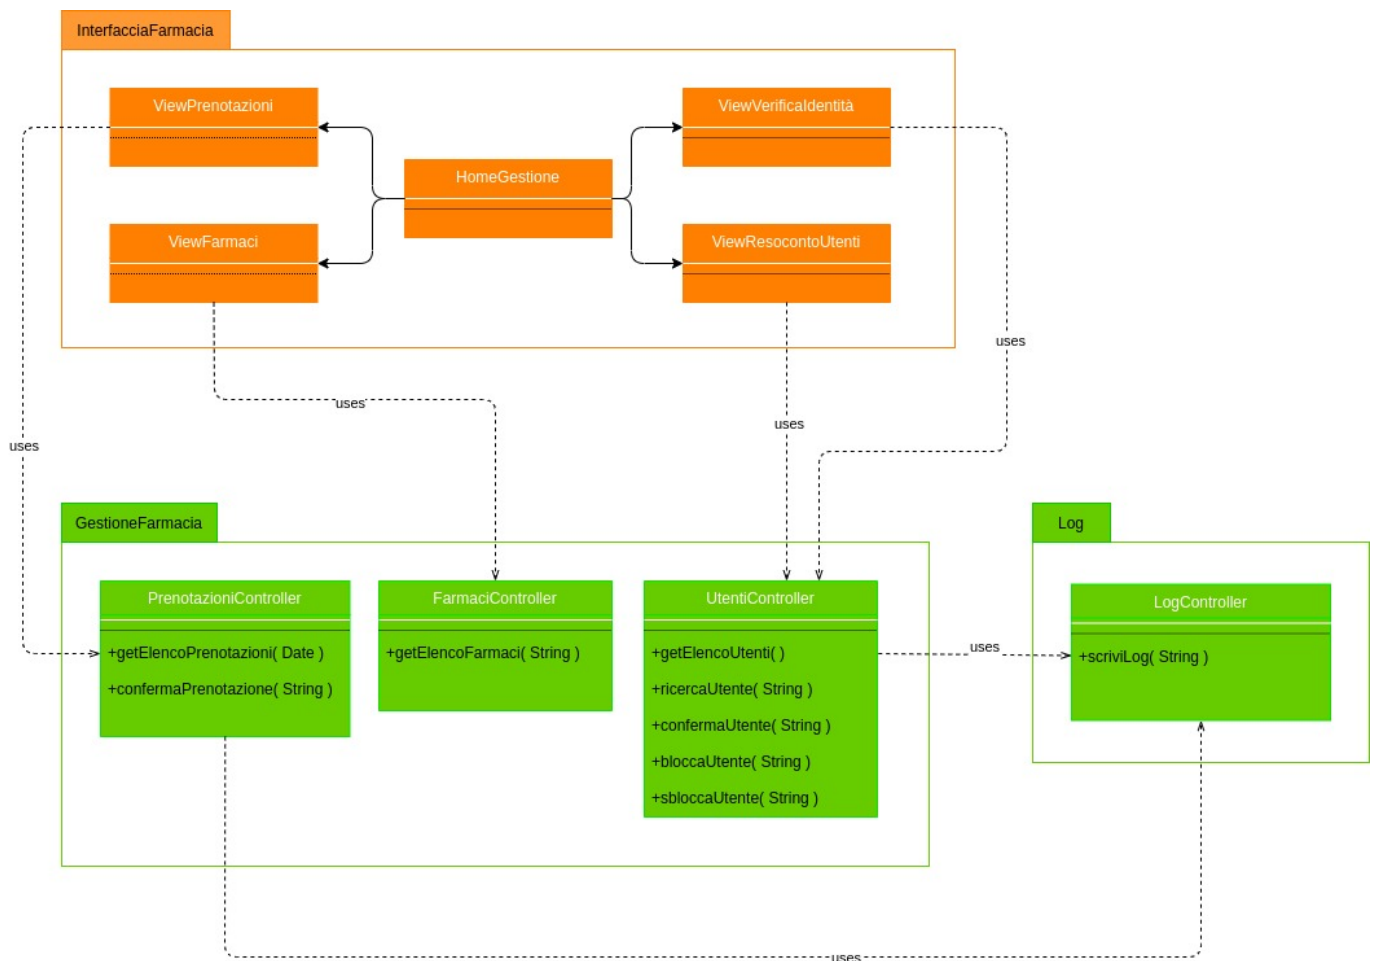 InterfacciaFarmacia
ViewPrenotazioni
ViewVerificaIdentità
HomeGestione
ViewFarmaci
ViewResocontoUtenti
uses
uses
uses
uses
GestioneFarmacia
Log
PrenotazioniController
+getElencoPrenotazioni( Date )
+confermaPrenotazione( String )
FarmaciController
+getElencoFarmaci( String )
UtentiController
+getElencoUtenti( )
+ricercaUtente( String )
+confermaUtente( String )
+bloccaUtente( String )
+sbloccaUtente( String )
uses
LogController
+scriviLog( String )
uses